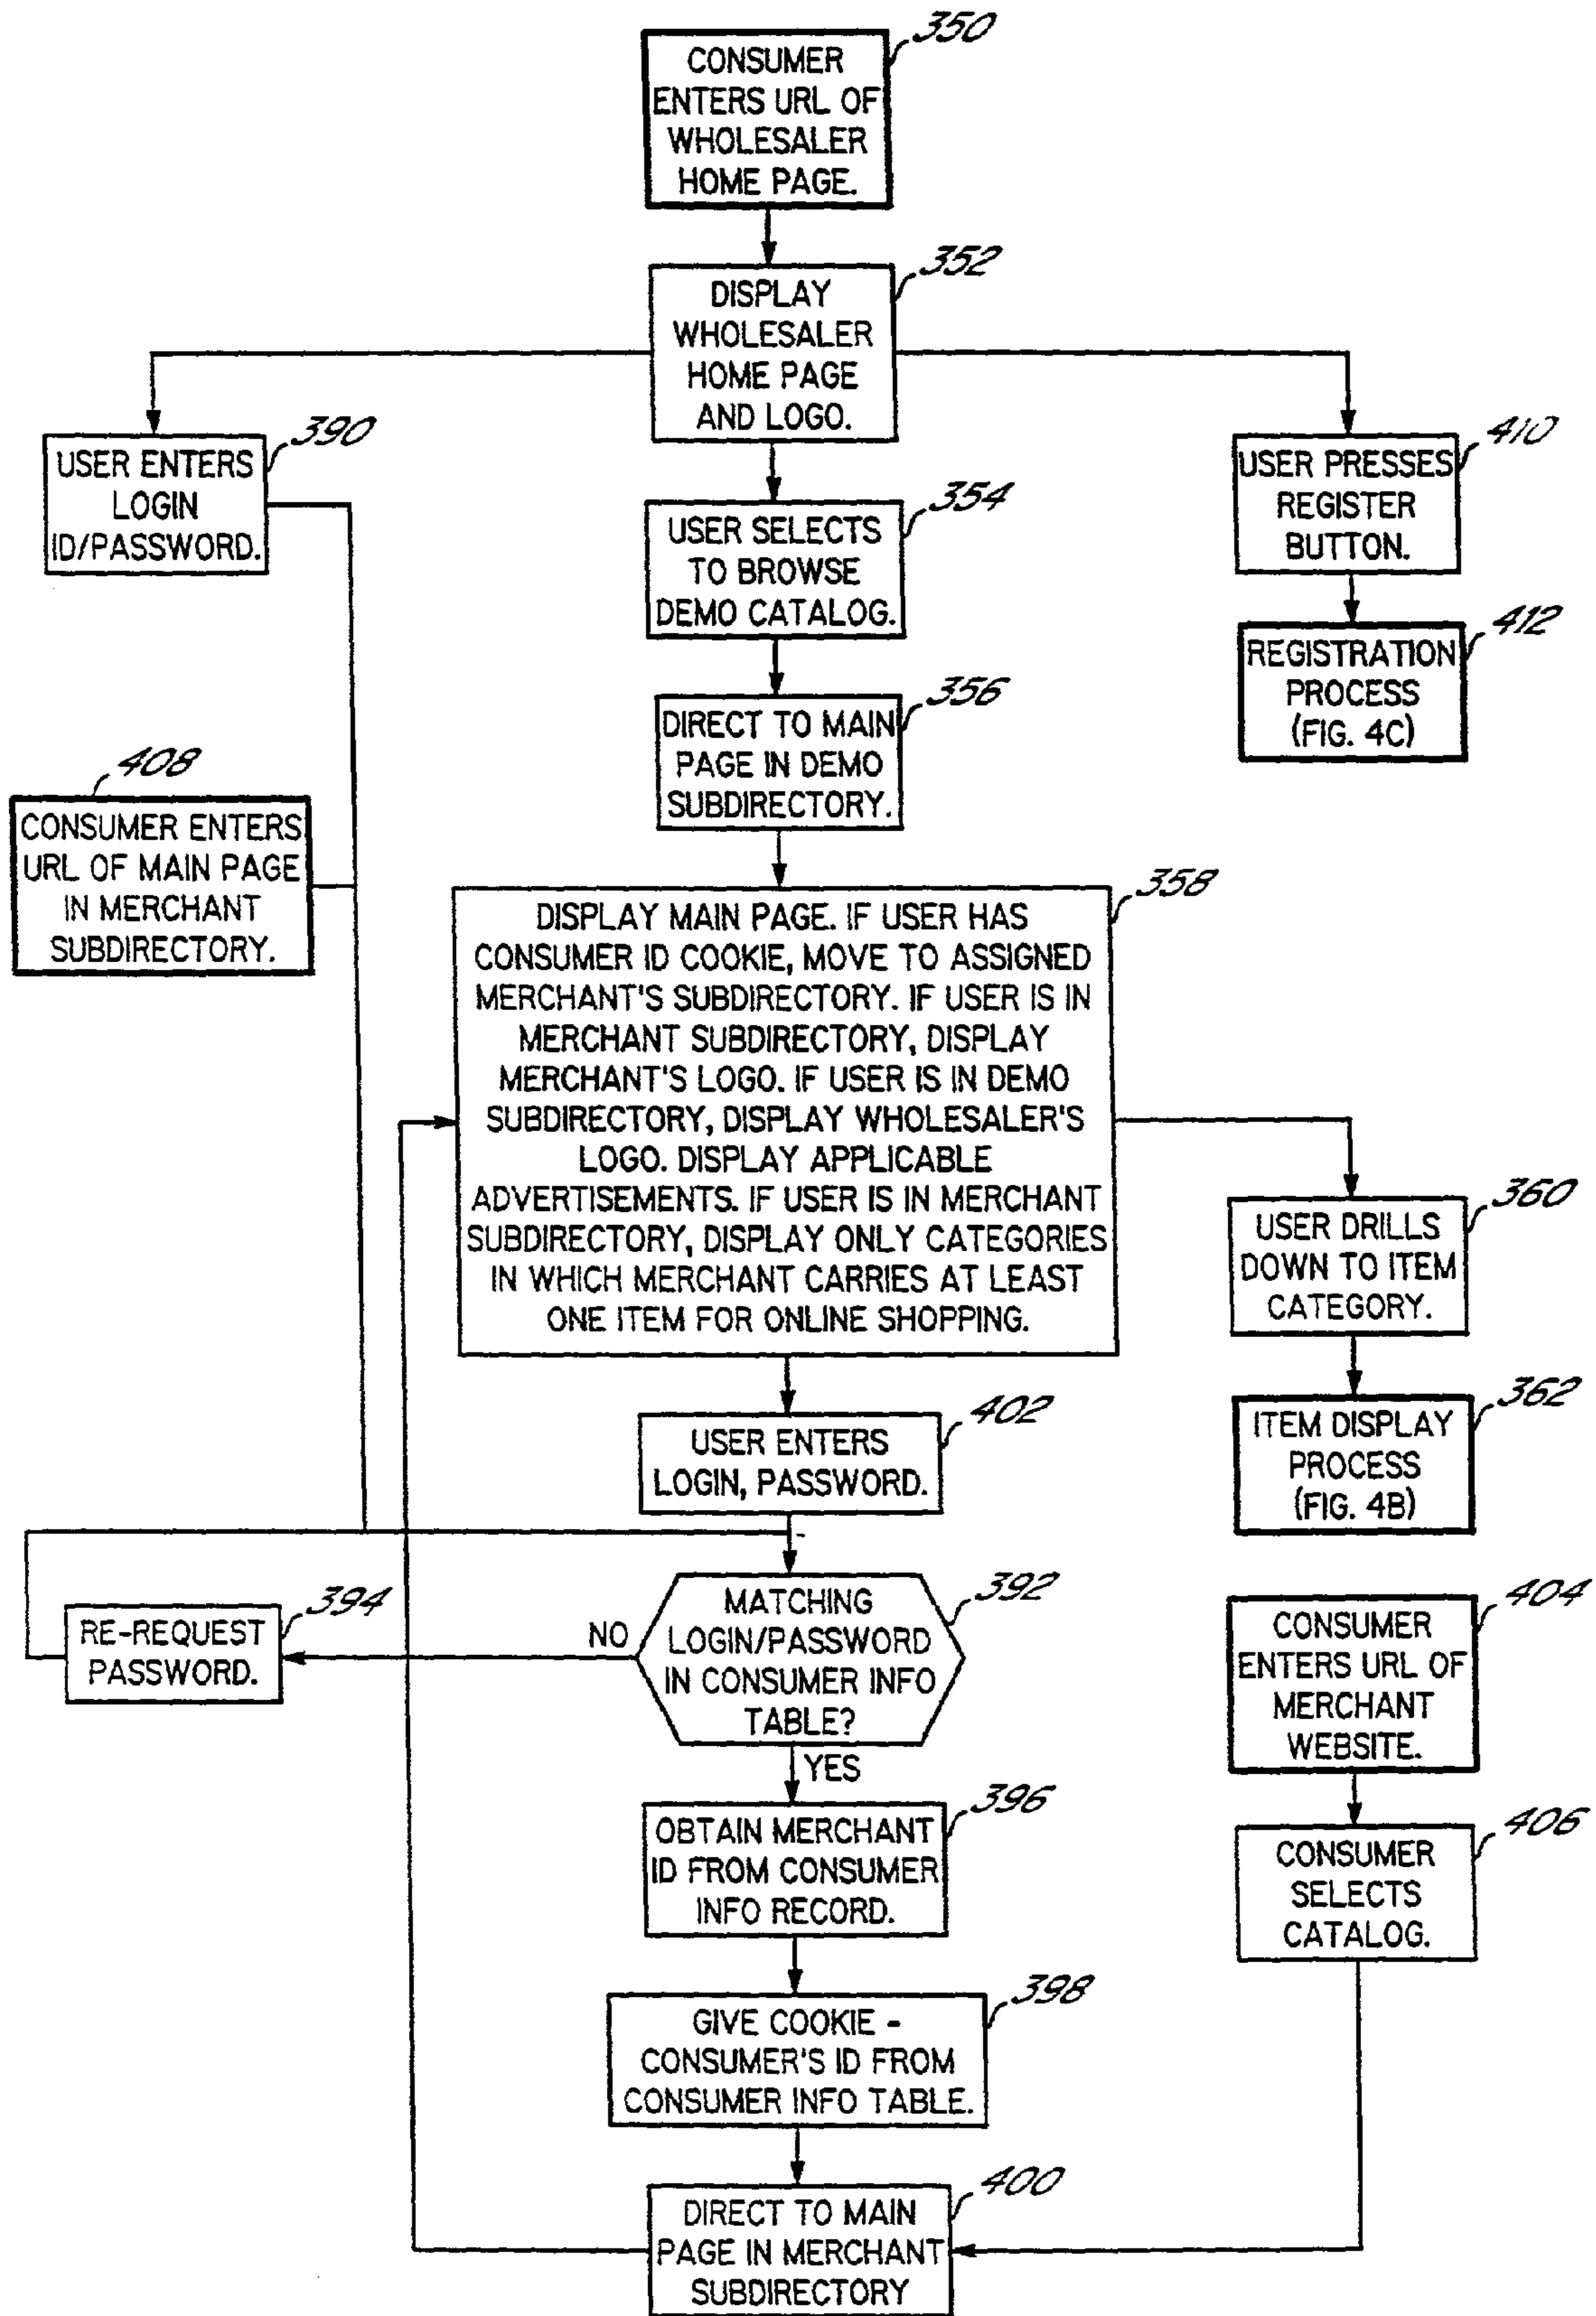 350
CONSUMER
ENTERS URL OF
WHOLESALER
HOME PAGE.
352
DISPLAY
WHOLESALER
HOME PAGE
AND LOGO.
390
USER ENTERS
LOGIN
ID/PASSWORD.
354
USER SELECTS
TO BROWSE
DEMO CATALOG.
410
USER PRESSES
REGISTER
BUTTON.
412
REGISTRATION
PROCESS
(FIG. 4C)
356
DIRECT TO MAIN
PAGE IN DEMO
SUBDIRECTORY.
408
CONSUMER ENTERS
URL OF MAIN PAGE
IN MERCHANT
SUBDIRECTORY.
358
DISPLAY MAIN PAGE. IF USER HAS
CONSUMER ID COOKIE, MOVE TO ASSIGNED
MERCHANT'S SUBDIRECTORY. IF USER IS IN
MERCHANT SUBDIRECTORY, DISPLAY
MERCHANT'S LOGO. IF USER IS IN DEMO
SUBDIRECTORY, DISPLAY WHOLESALER'S
LOGO. DISPLAY APPLICABLE
ADVERTISEMENTS. IF USER IS IN MERCHANT
SUBDIRECTORY, DISPLAY ONLY CATEGORIES
IN WHICH MERCHANT CARRIES AT LEAST
ONE ITEM FOR ONLINE SHOPPING.
360
USER DRILLS
DOWN TO ITEM
CATEGORY.
362
ITEM DISPLAY
PROCESS
(FIG. 4B)
402
USER ENTERS
LOGIN, PASSWORD.
392
MATCHING
LOGIN/PASSWORD
IN CONSUMER INFO
TABLE?
NO
394
RE-REQUEST
PASSWORD.
YES
404
CONSUMER
ENTERS URL OF
MERCHANT
WEBSITE.
396
OBTAIN MERCHANT
ID FROM CONSUMER
INFO RECORD.
406
CONSUMER
SELECTS
CATALOG.
398
GIVE COOKIE -
CONSUMER'S ID FROM
CONSUMER INFO TABLE.
400
DIRECT TO MAIN
PAGE IN MERCHANT
SUBDIRECTORY